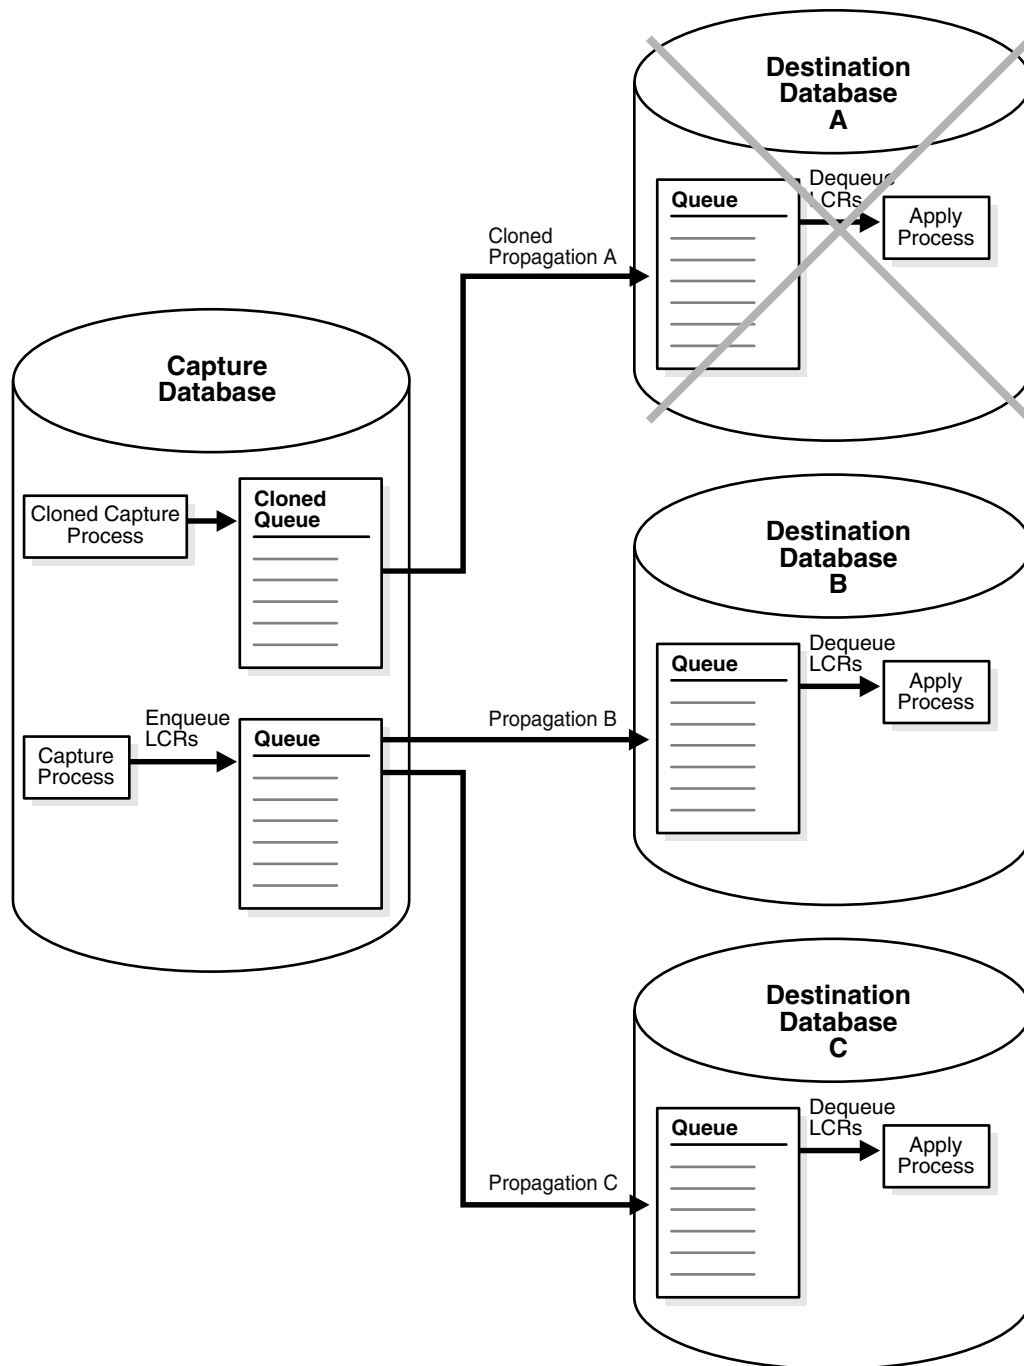 Destination
Database
A
Dequeue
LCRs
Queue
Apply
Process
Cloned
Propagation A
Capture
Database
Cloned Capture
Process
Cloned
Queue
Destination
Database
B
Dequeue
LCRs
Queue
Apply
Process
Propagation B
Enqueue
LCRs
Queue
Capture
Process
Destination
Database
C
Dequeue
LCRs
Queue
Apply
Process
Propagation C